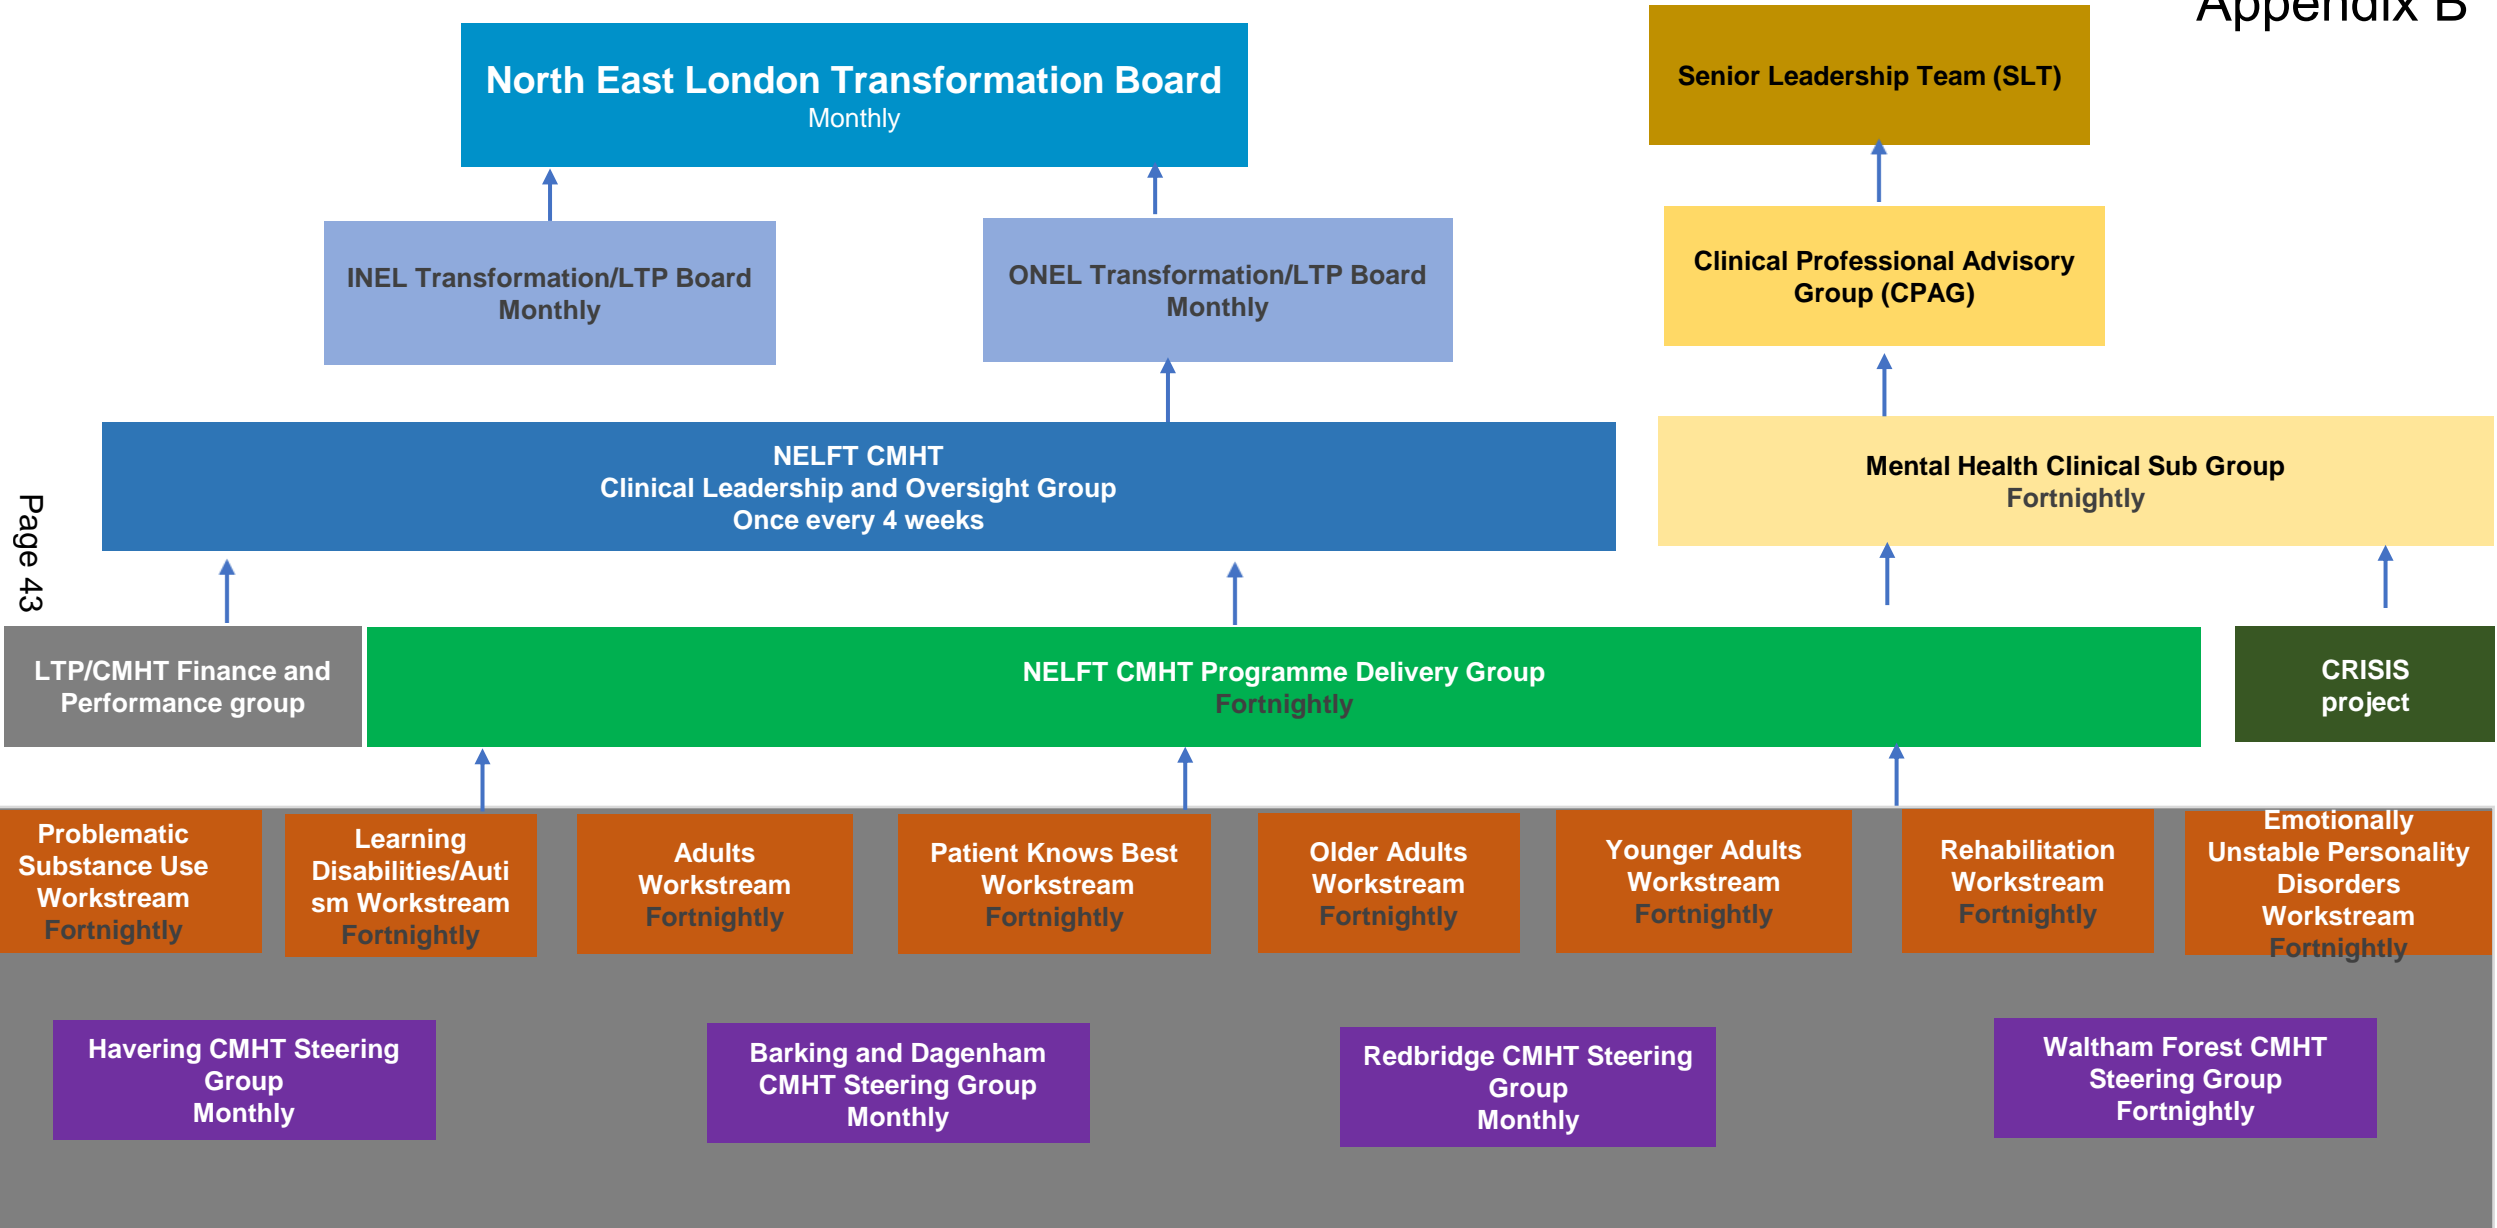 Appendix B
North East London Transformation Board
Monthly
Senior Leadership Team (SLT)
INEL Transformation/LTP Board
Monthly
ONEL Transformation/LTP Board
Monthly
Clinical Professional Advisory
Group (CPAG)
NELFT CMHT
Clinical Leadership and Oversight Group
Once every 4 weeks
Mental Health Clinical Sub Group
Fortnightly
Page 43
LTP/CMHT Finance and
Performance group
NELFT CMHT Programme Delivery Group
Fortnightly
CRISIS
project
Problematic
Substance Use
Workstream
Fortnightly
Learning
Disabilities/Auti
sm Workstream
Fortnightly
Adults
Workstream
Fortnightly
Patient Knows Best
Workstream
Fortnightly
Older Adults
Workstream
Fortnightly
Younger Adults
Workstream
Fortnightly
Rehabilitation
Workstream
Fortnightly
Emotionally
Unstable Personality
Disorders
Workstream
Fortnightly
Havering CMHT Steering
Group
Monthly
Barking and Dagenham
CMHT Steering Group
Monthly
Redbridge CMHT Steering
Group
Monthly
Waltham Forest CMHT
Steering Group
Fortnightly